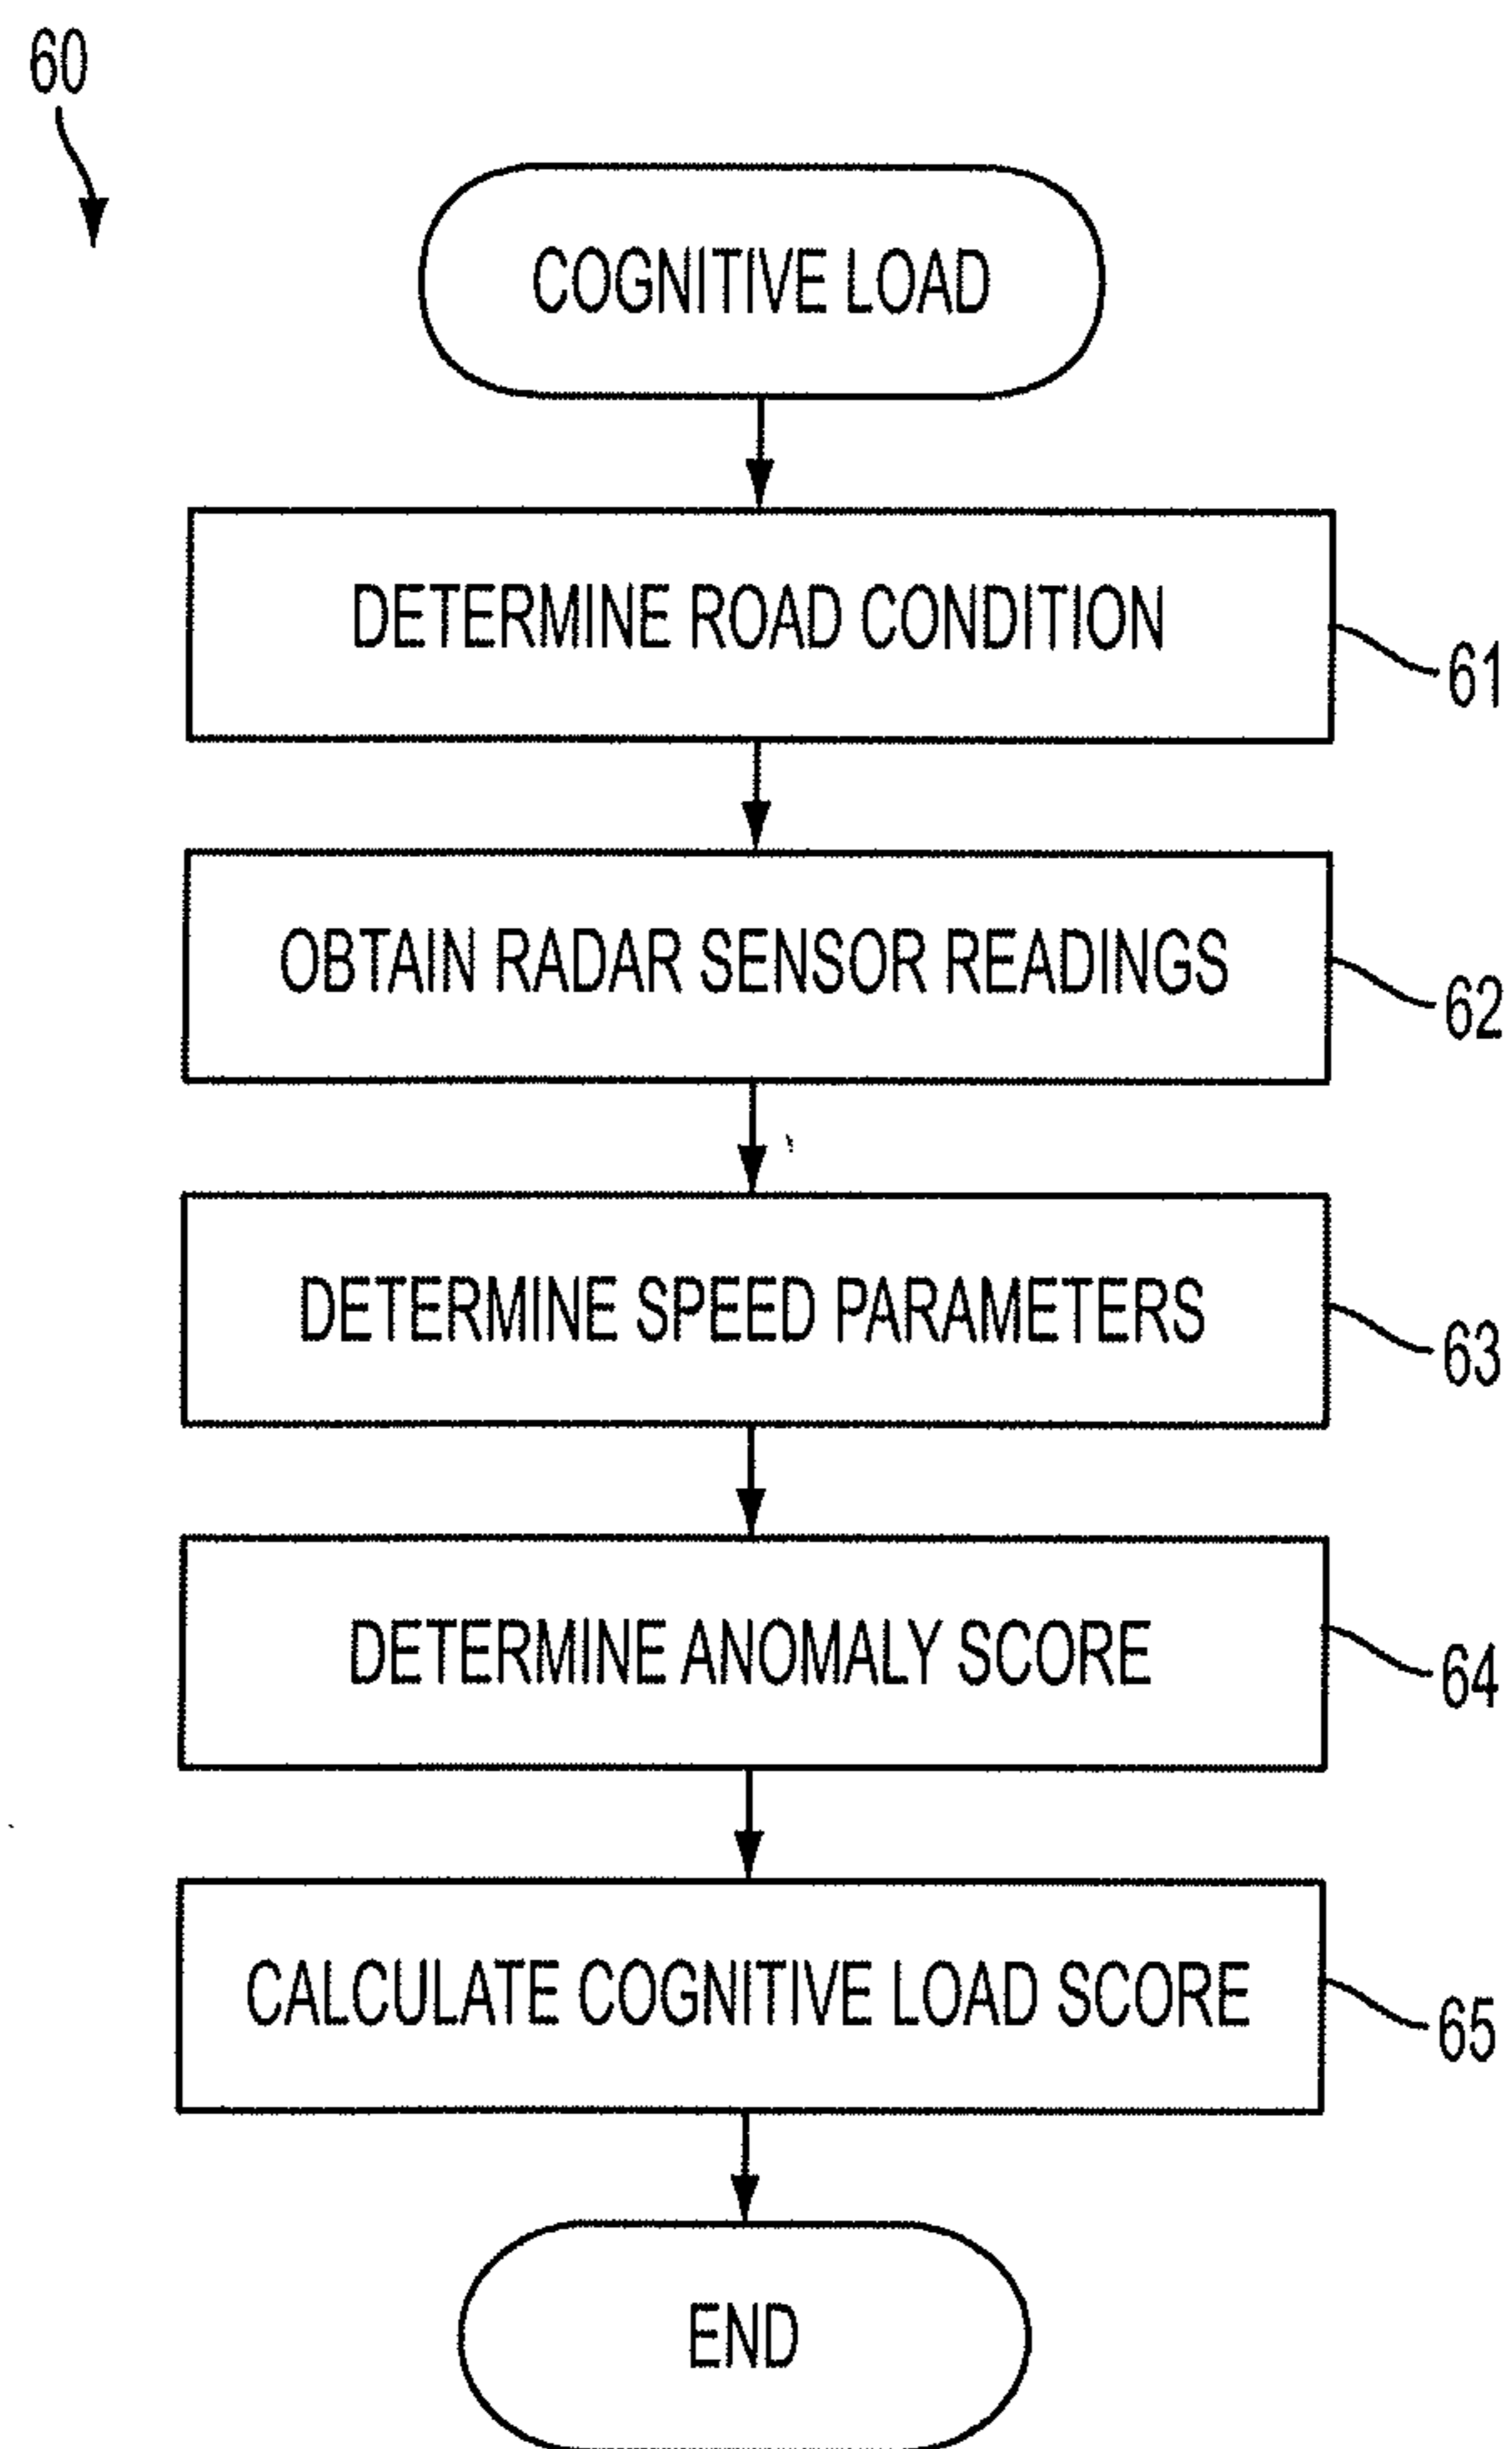 60
COGNITIVE LOAD
DETERMINE ROAD CONDITION
61
OBTAIN RADAR SENSOR READINGS
62
DETERMINE SPEED PARAMETERS
63
DETERMINE ANOMALY SCORE
64
CALCULATE COGNITIVE LOAD SCORE
65
END